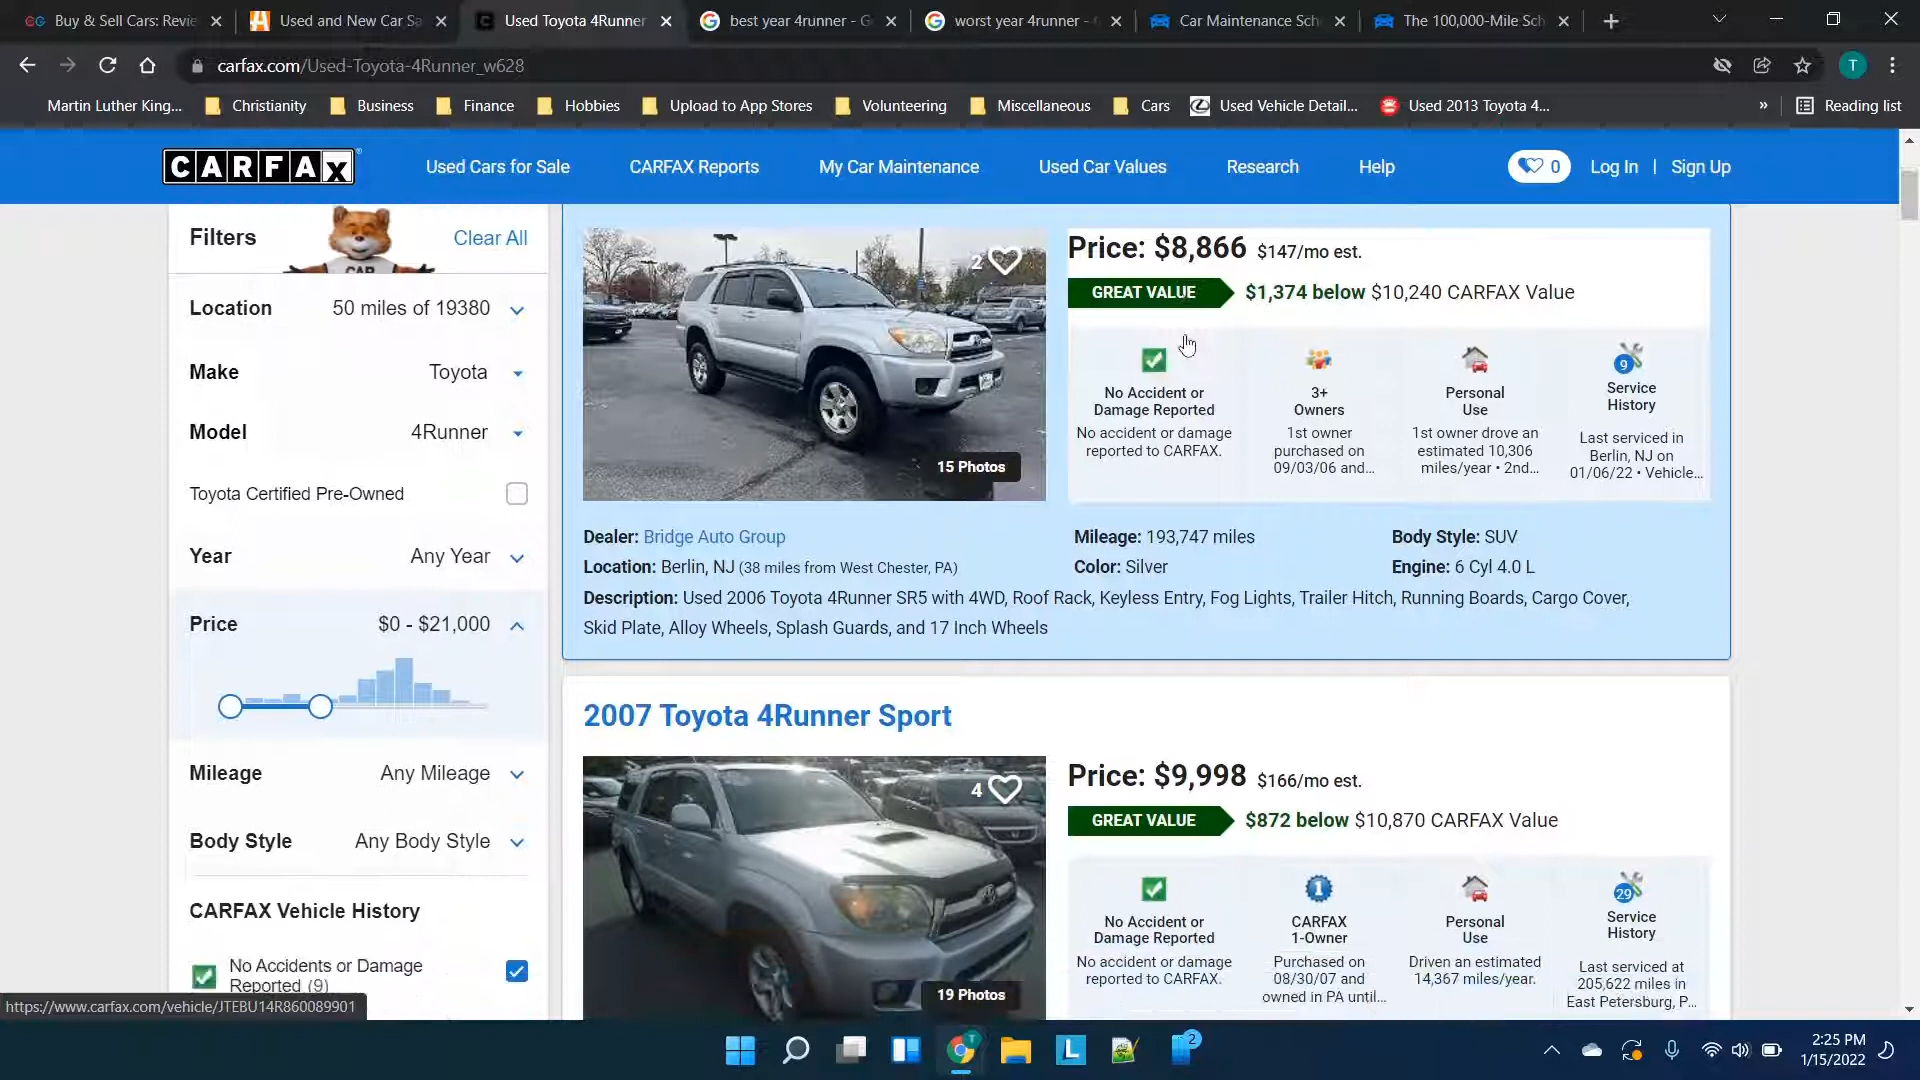 CG Buy & Sell Cars: Revie
Used and New Car Sa
Used Toyota 4Runner
best year 4runner - G
worst year 4runner -
Car Maintenance Sch
The 100,000-Mile Sch
carfax.com/Used-Toyota-4Runner_w628
T
Martin Luther King...
Christianity
Business
Finance
Hobbies
Upload to App Stores
Volunteering
Miscellaneous
Cars
Used Vehicle Detail...
Used 2013 Toyota 4...
»
Reading list
CARFAX
Used Cars for Sale
CARFAX Reports
My Car Maintenance
Used Car Values
Research
Help
0
Log In | Sign Up
Filters
CAR
Clear All
Location 50 miles of 19380
Make Toyota
Model 4Runner
Toyota Certified Pre-Owned
Year Any Year
Price $0 - $21,000
Mileage Any Mileage
Body Style Any Body Style
CARFAX Vehicle History
No Accidents or Damage
Reported (9)
https://www.carfax.com/vehicle/JTEBU14R860089901
2
15 Photos
Price: $8,866 $147/mo est.
GREAT VALUE $1,374 below $10,240 CARFAX Value
No Accident or
Damage Reported
No accident or damage
reported to CARFAX.
3+
Owners
1st owner
purchased on
09/03/06 and...
Personal
Use
1st owner drove an
estimated 10,306
miles/year • 2nd...
9
Service
History
Last serviced in
Berlin, NJ on
01/06/22 • Vehicle...
Dealer: Bridge Auto Group
Mileage: 193,747 miles
Body Style: SUV
Location: Berlin, NJ (38 miles from West Chester, PA)
Color: Silver
Engine: 6 Cyl 4.0 L
Description: Used 2006 Toyota 4Runner SR5 with 4WD, Roof Rack, Keyless Entry, Fog Lights, Trailer Hitch, Running Boards, Cargo Cover,
Skid Plate, Alloy Wheels, Splash Guards, and 17 Inch Wheels
2007 Toyota 4Runner Sport
4
19 Photos
Price: $9,998 $166/mo est.
GREAT VALUE $872 below $10,870 CARFAX Value
No Accident or
Damage Reported
No accident or damage
reported to CARFAX.
1
CARFAX
1-Owner
Purchased on
08/30/07 and
owned in PA until...
Personal
Use
Driven an estimated
14,367 miles/year.
29
Service
History
Last serviced at
205,622 miles in
East Petersburg, P...
T
L
2
2:25 PM
1/15/2022